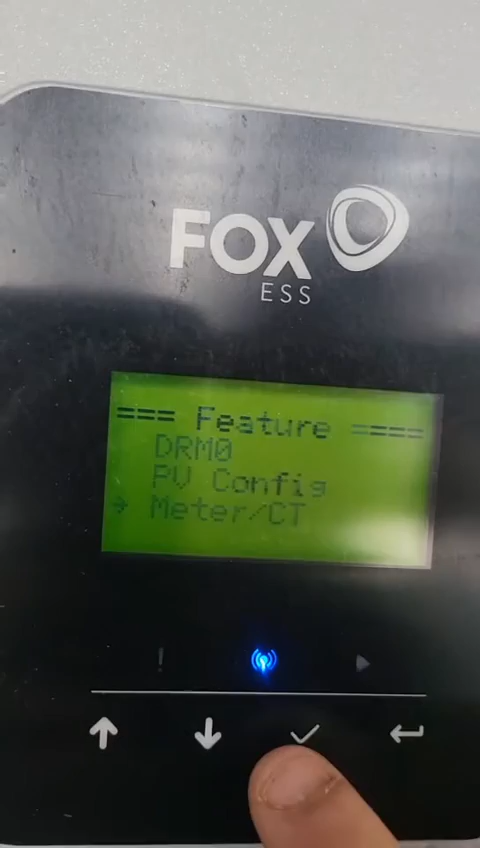 FOX
ESS
=== Feature ====
DRM0
PV Config
→ Meter/CT